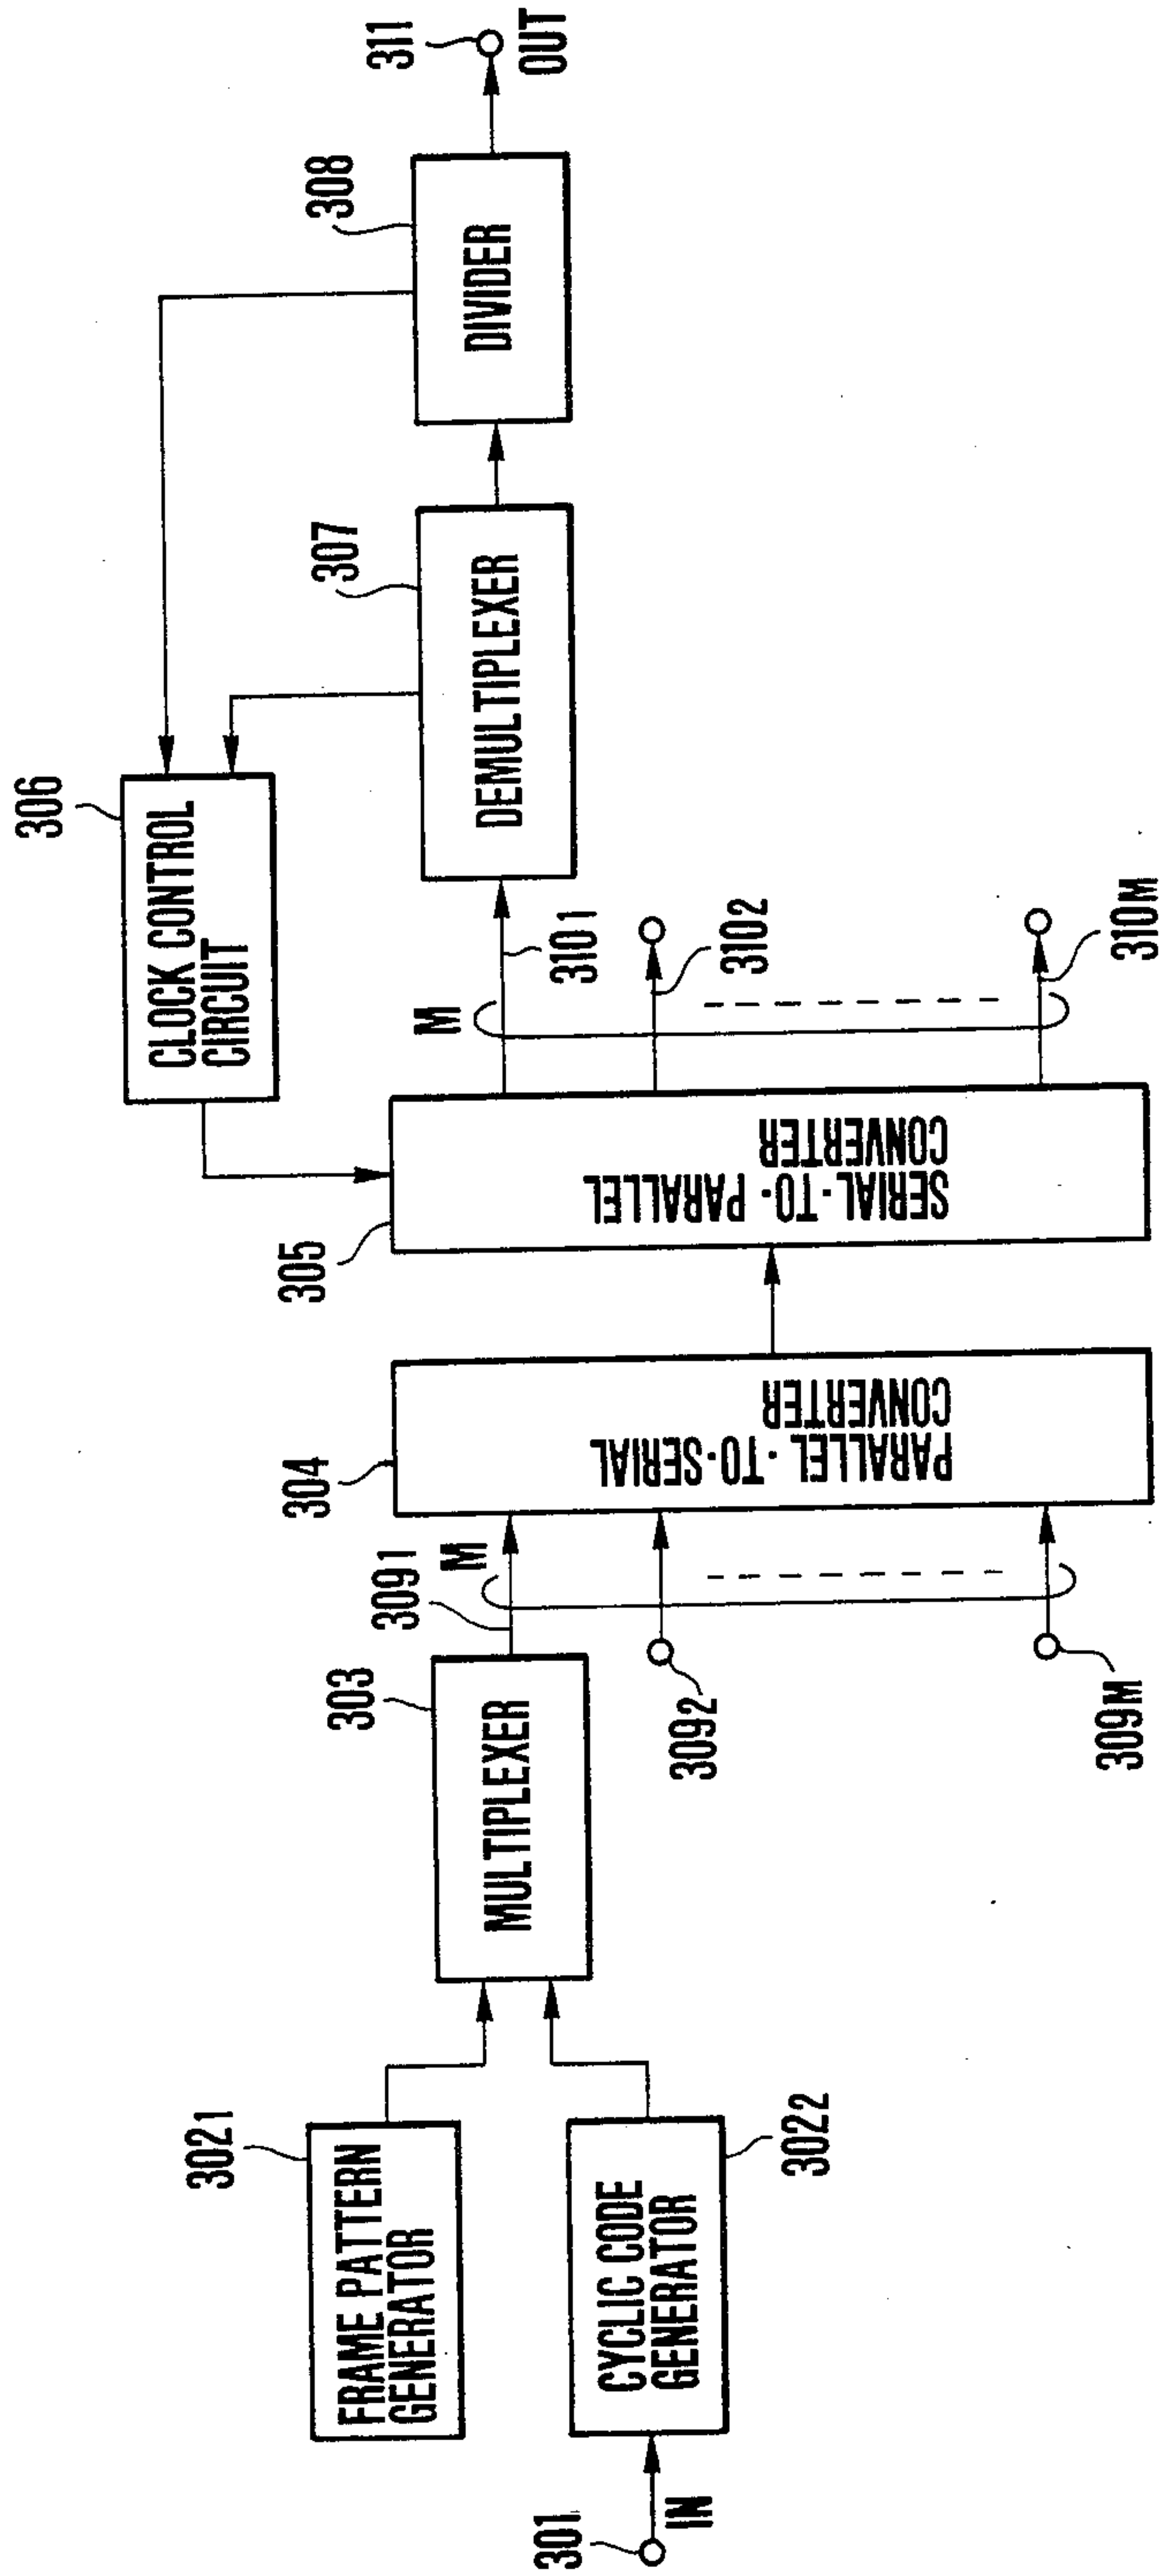 301
IN
3021
FRAME PATTERN
GENERATOR
CYCLIC CODE
GENERATOR
3022
303
MULTIPLEXER
3091
M
3092
309M
304
PARALLEL-TO-SERIAL
CONVERTER
305
SERIAL-TO-PARALLEL
CONVERTER
306
CLOCK CONTROL
CIRCUIT
M
3101
3102
310M
307
DEMULTIPLEXER
308
DIVIDER
311
OUT